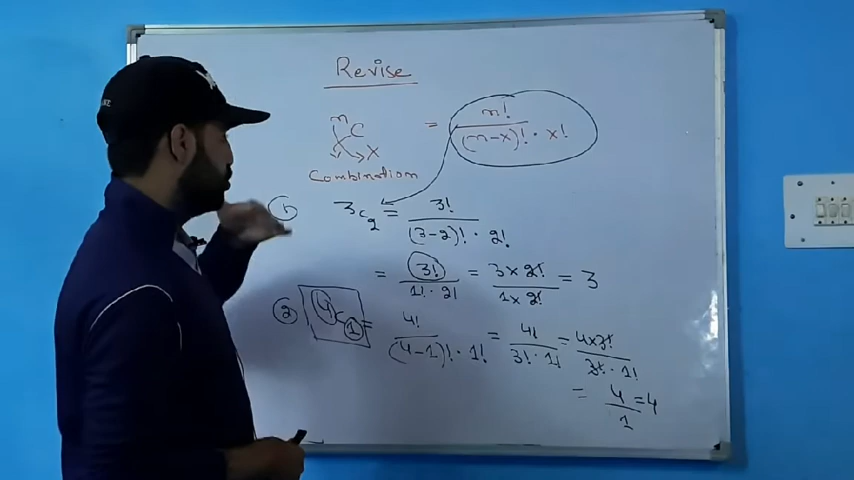 Revise
nCx = n! / (n-x)! · x!
Combination
① 3c2 = 3! / (3-2)! · 2!
= 3! / 1! · 2! = 3×2! / 1×2! = 3
② 4c1 = 4! / (4-1)! · 1! = 4! / 3! · 1! = 4×3! / 3! · 1!
= 4/1 = 4